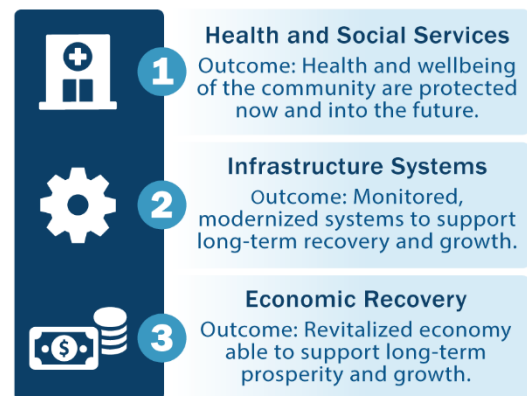 1
Health and Social Services
Outcome: Health and wellbeing
of the community are protected
now and into the future.
2
Infrastructure Systems
Outcome: Monitored,
modernized systems to support
long-term recovery and growth.
$
3
Economic Recovery
Outcome: Revitalized economy
able to support long-term
prosperity and growth.